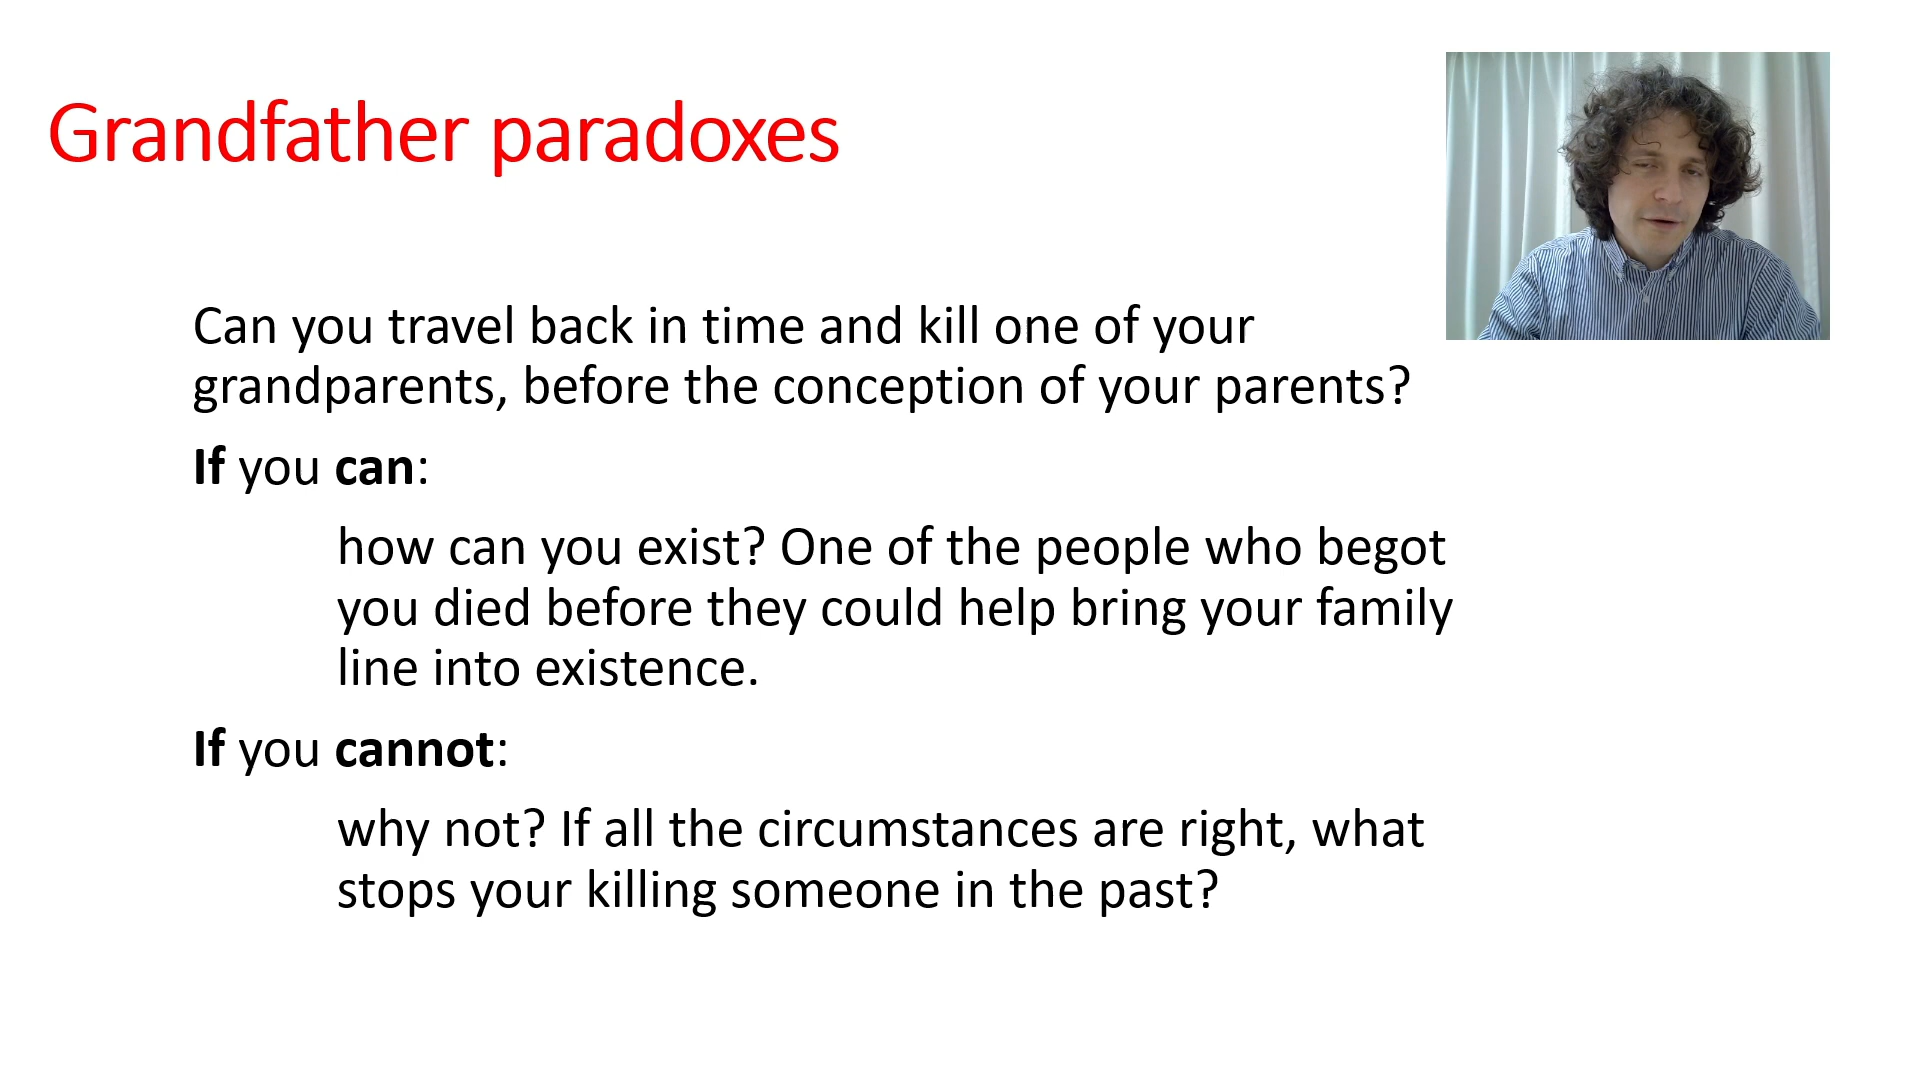 Grandfather paradoxes
Can you travel back in time and kill one of your
grandparents, before the conception of your parents?
If you can:
how can you exist? One of the people who begot
you died before they could help bring your family
line into existence.
If you cannot:
why not? If all the circumstances are right, what
stops your killing someone in the past?